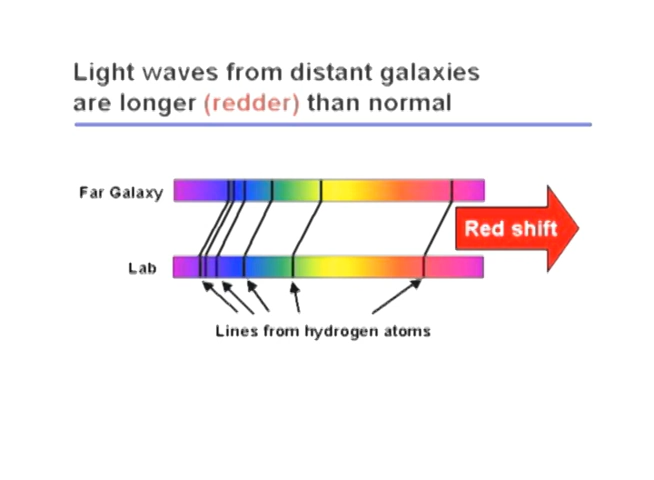 Light waves from distant galaxies
are longer (redder) than normal
Far Galaxy
Red shift
Lab
Lines from hydrogen atoms